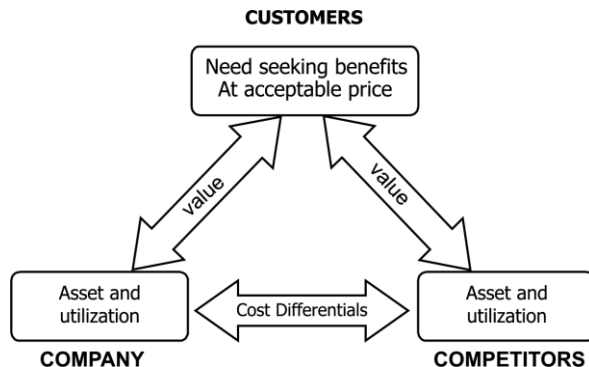 CUSTOMERS
Need seeking benefits
At acceptable price
value
value
Asset and
utilization
Cost Differentials
Asset and
utilization
COMPANY
COMPETITORS